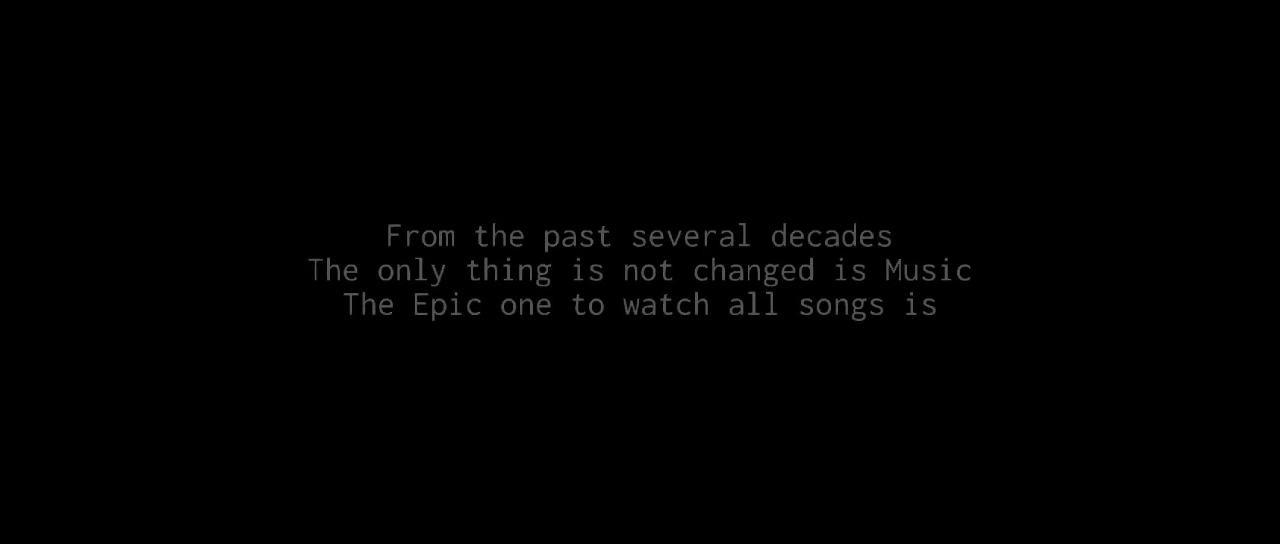 From the past several decades
The only thing is not changed is Music
The Epic one to watch all songs is